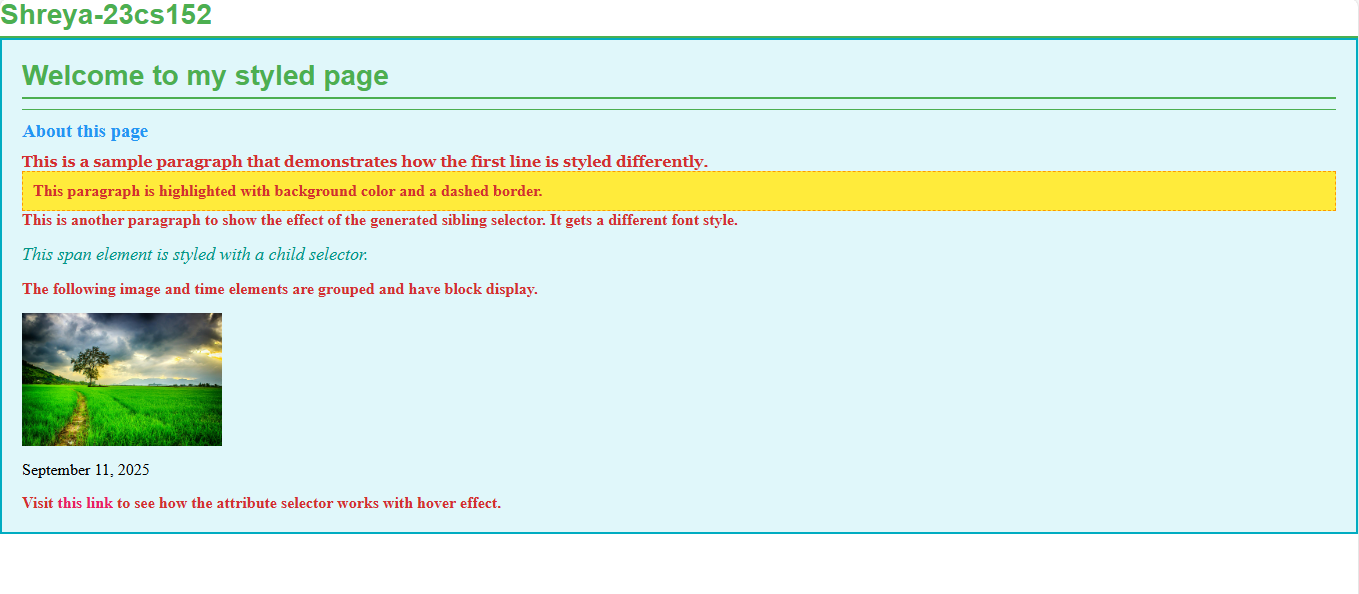 Shreya-23cs152
Welcome to my styled page
About this page
This is a sample paragraph that demonstrates how the first line is styled differently.
This paragraph is highlighted with background color and a dashed border.
This is another paragraph to show the effect of the generated sibling selector. It gets a different font style.
This span element is styled with a child selector.
The following image and time elements are grouped and have block display.
September 11, 2025
Visit this link to see how the attribute selector works with hover effect.